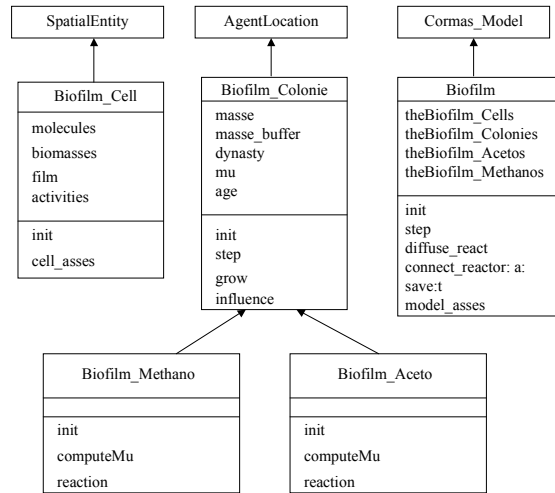 SpatialEntity
AgentLocation
Cormas_Model
Biofilm_Cell
molecules
biomasses
film
activities
init
cell_asses
Biofilm_Colonie
masse
masse_buffer
dynasty
mu
age
init
step
grow
influence
Biofilm
theBiofilm_Cells
theBiofilm_Colonies
theBiofilm_Acetos
theBiofilm_Methanos
init
step
diffuse_react
connect_reactor: a:
save:t
model_asses
Biofilm_Methano
init
computeMu
reaction
Biofilm_Aceto
init
computeMu
reaction